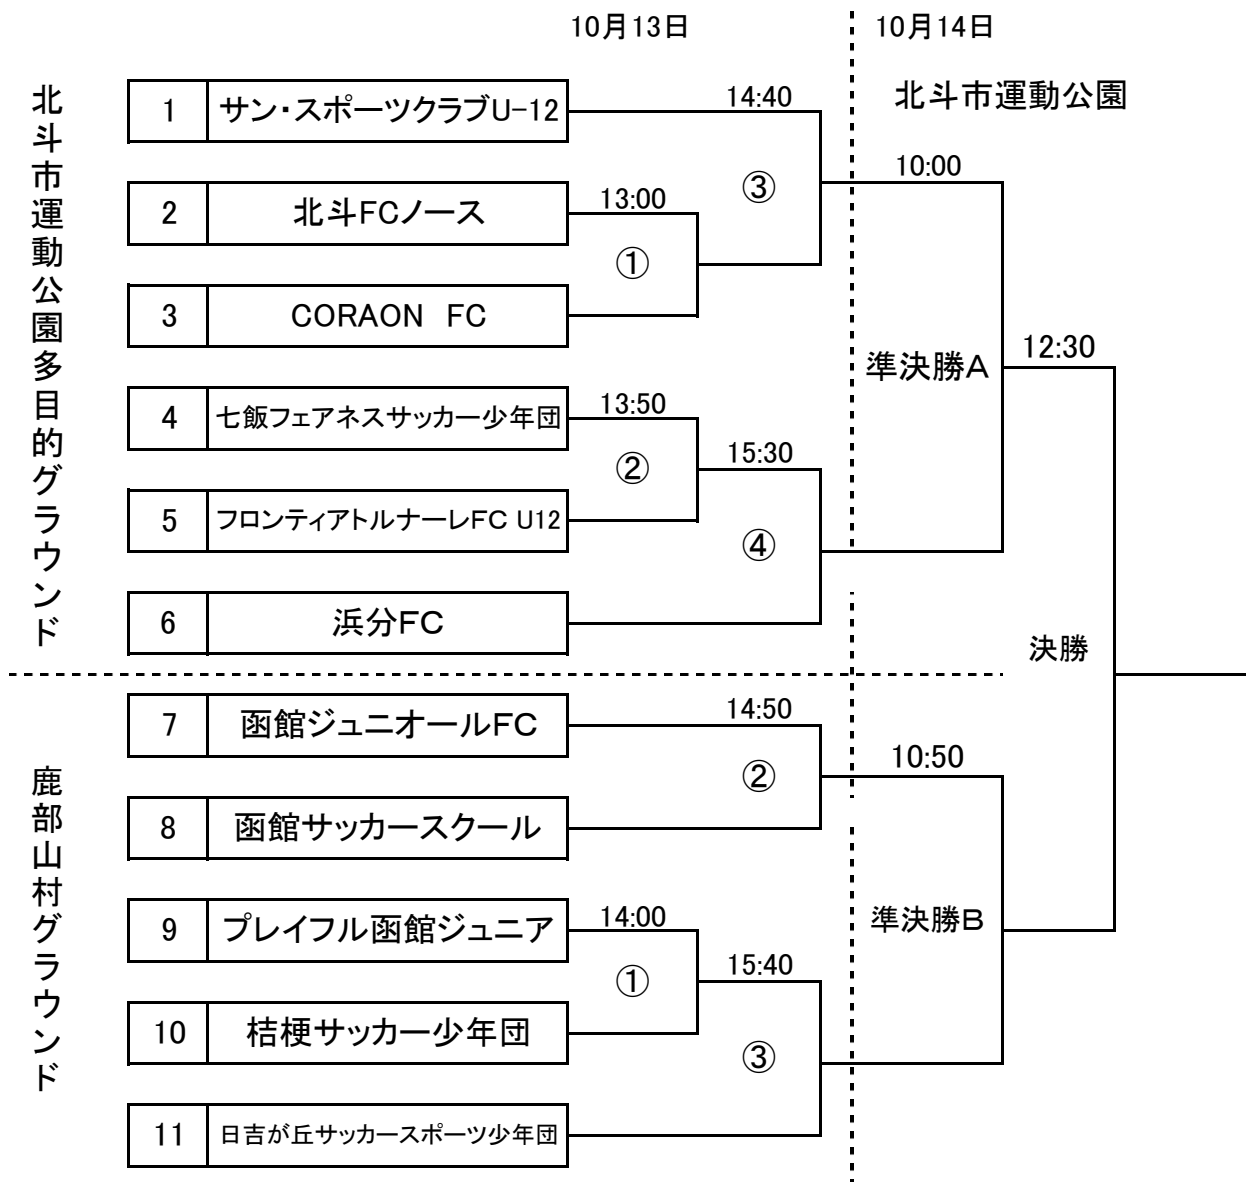 10月13日
10月14日
北斗市運動公園
北斗市運動公園多目的グラウンド
1 サン・スポーツクラブU-12
14:40
10:00
③
2 北斗FCノース
13:00
①
3 CORAON FC
準決勝A
12:30
4 七飯フェアネスサッカー少年団
13:50
②
15:30
5 フロンティアトルナーレFC U12
④
6 浜分FC
決勝
鹿部山村グラウンド
7 函館ジュニオールFC
14:50
10:50
②
8 函館サッカースクール
9 プレイフル函館ジュニア
14:00
準決勝B
①
15:40
10 桔梗サッカー少年団
③
11 日吉が丘サッカースポーツ少年団